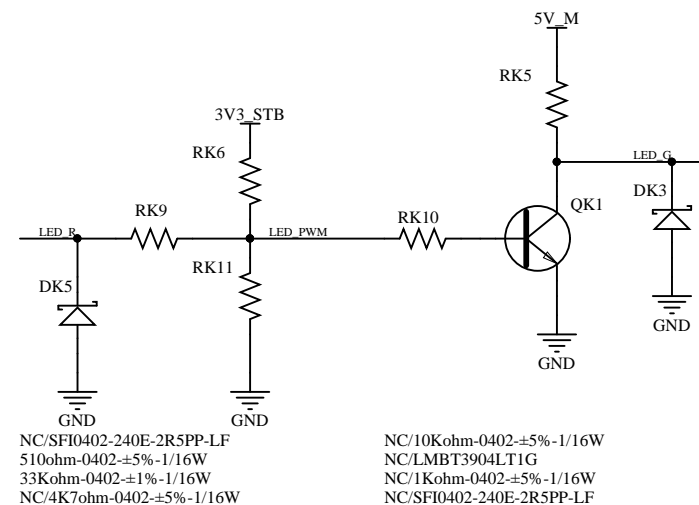 5V_M
RK5
3V3_STB
RK6
LED_G
DK3
RK9
RK10
QK1
LED_R
LED_PWM
RK11
DK5
GND
GND
GND
GND
NC/SFI0402-240E-2R5PP-LF
510ohm-0402-±5%-1/16W
33Kohm-0402-±1%-1/16W
NC/4K7ohm-0402-±5%-1/16W
NC/10Kohm-0402-±5%-1/16W
NC/LMBT3904LT1G
NC/1Kohm-0402-±5%-1/16W
NC/SFI0402-240E-2R5PP-LF